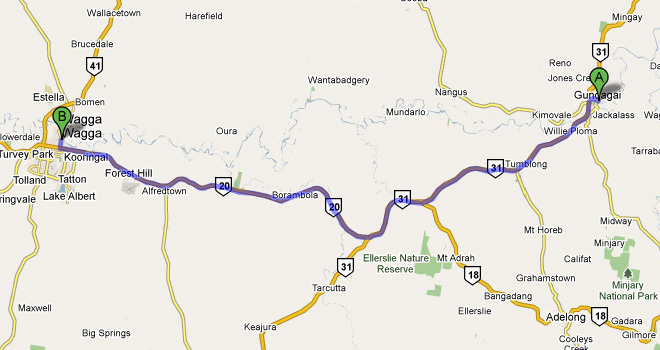 Wallacetown
Harefield
Mingay
Brucedale
31
41
Reno
A
Wantabadgery
Jones Cre
Nangus
Gundagai
Estella
Bomen
B
Wagga
Wagga
Mundarlo
Kimovale
Jackalass
Wag
lowerdale
Oura
Willie Ploma
Turvey Park
Kooringal
Tumblong
Tarraba
31
Forest Hill
Tolland
Tatton
20
Alfredtown
Lake Albert
Borambola
31
ringvale
20
Midway
Mt Horeb
Minjary
Ellerslie Nature
Reserve
Mt Adrah
Califat
31
18
Grahamstown
Minjary
National Park
Tarcutta
Bangadang
Maxwell
Ellerslie
Adelong
18
Gadara
Keajura
Big Springs
Gilmore
Cooleys
Creek